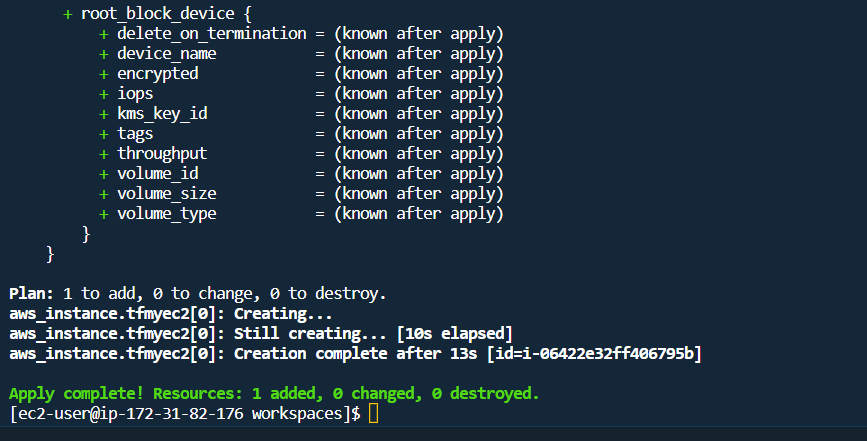 + root_block_device {
+ delete_on_termination = (known after apply)
+ device_name = (known after apply)
+ encrypted = (known after apply)
+ iops = (known after apply)
+ kms_key_id = (known after apply)
+ tags = (known after apply)
+ throughput = (known after apply)
+ volume_id = (known after apply)
+ volume_size = (known after apply)
+ volume_type = (known after apply)
}
}
Plan: 1 to add, 0 to change, 0 to destroy.
aws_instance.tfmyec2[0]: Creating...
aws_instance.tfmyec2[0]: Still creating... [10s elapsed]
aws_instance.tfmyec2[0]: Creation complete after 13s [id=i-06422e32ff406795b]
Apply complete! Resources: 1 added, 0 changed, 0 destroyed.
[ec2-user@ip-172-31-82-176 workspaces]$